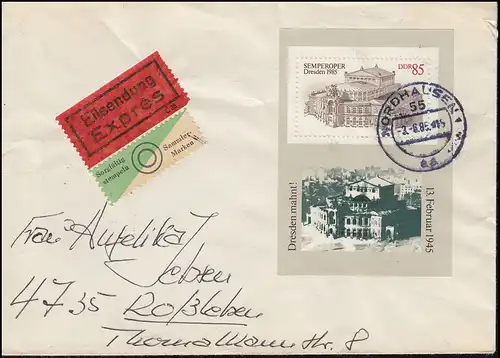 Eilsendung
Expres
Sorgfältig
stempeln
Sammler-
Marken
SEMPEROPER
Dresden 1985
DDR 85
NORDHAUSEN 1
55
Dresden mahnt!
13. Februar 1945
Frau Angelika
4735 Roßleben
Thomas Mann str. 8